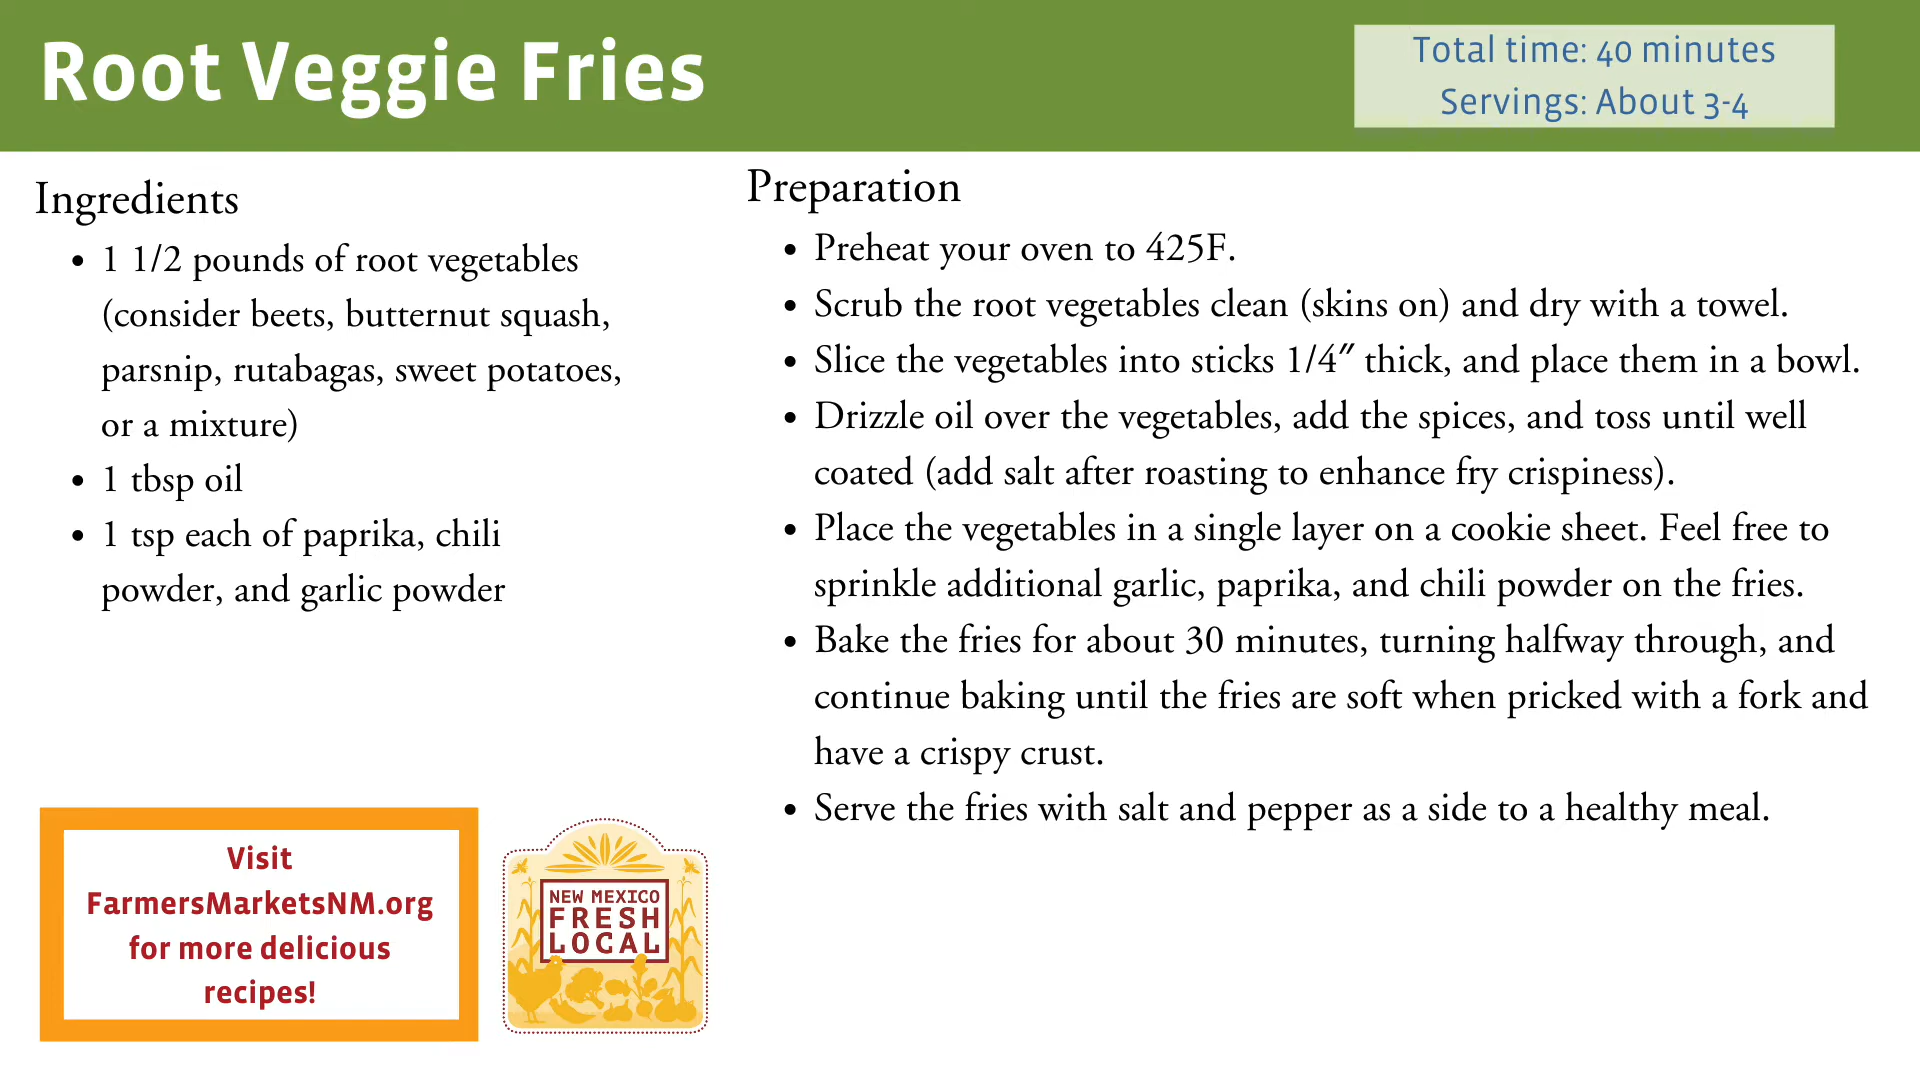 Root Veggie Fries
Total time: 40 minutes
Servings: About 3-4
Ingredients
• 1 1/2 pounds of root vegetables
(consider beets, butternut squash,
parsnip, rutabagas, sweet potatoes,
or a mixture)
• 1 tbsp oil
• 1 tsp each of paprika, chili
powder, and garlic powder
Preparation
• Preheat your oven to 425F.
• Scrub the root vegetables clean (skins on) and dry with a towel.
• Slice the vegetables into sticks 1/4″ thick, and place them in a bowl.
• Drizzle oil over the vegetables, add the spices, and toss until well
coated (add salt after roasting to enhance fry crispiness).
• Place the vegetables in a single layer on a cookie sheet. Feel free to
sprinkle additional garlic, paprika, and chili powder on the fries.
• Bake the fries for about 30 minutes, turning halfway through, and
continue baking until the fries are soft when pricked with a fork and
have a crispy crust.
• Serve the fries with salt and pepper as a side to a healthy meal.
Visit
FarmersMarketsNM.org
for more delicious
recipes!
NEW MEXICO
FRESH
LOCAL